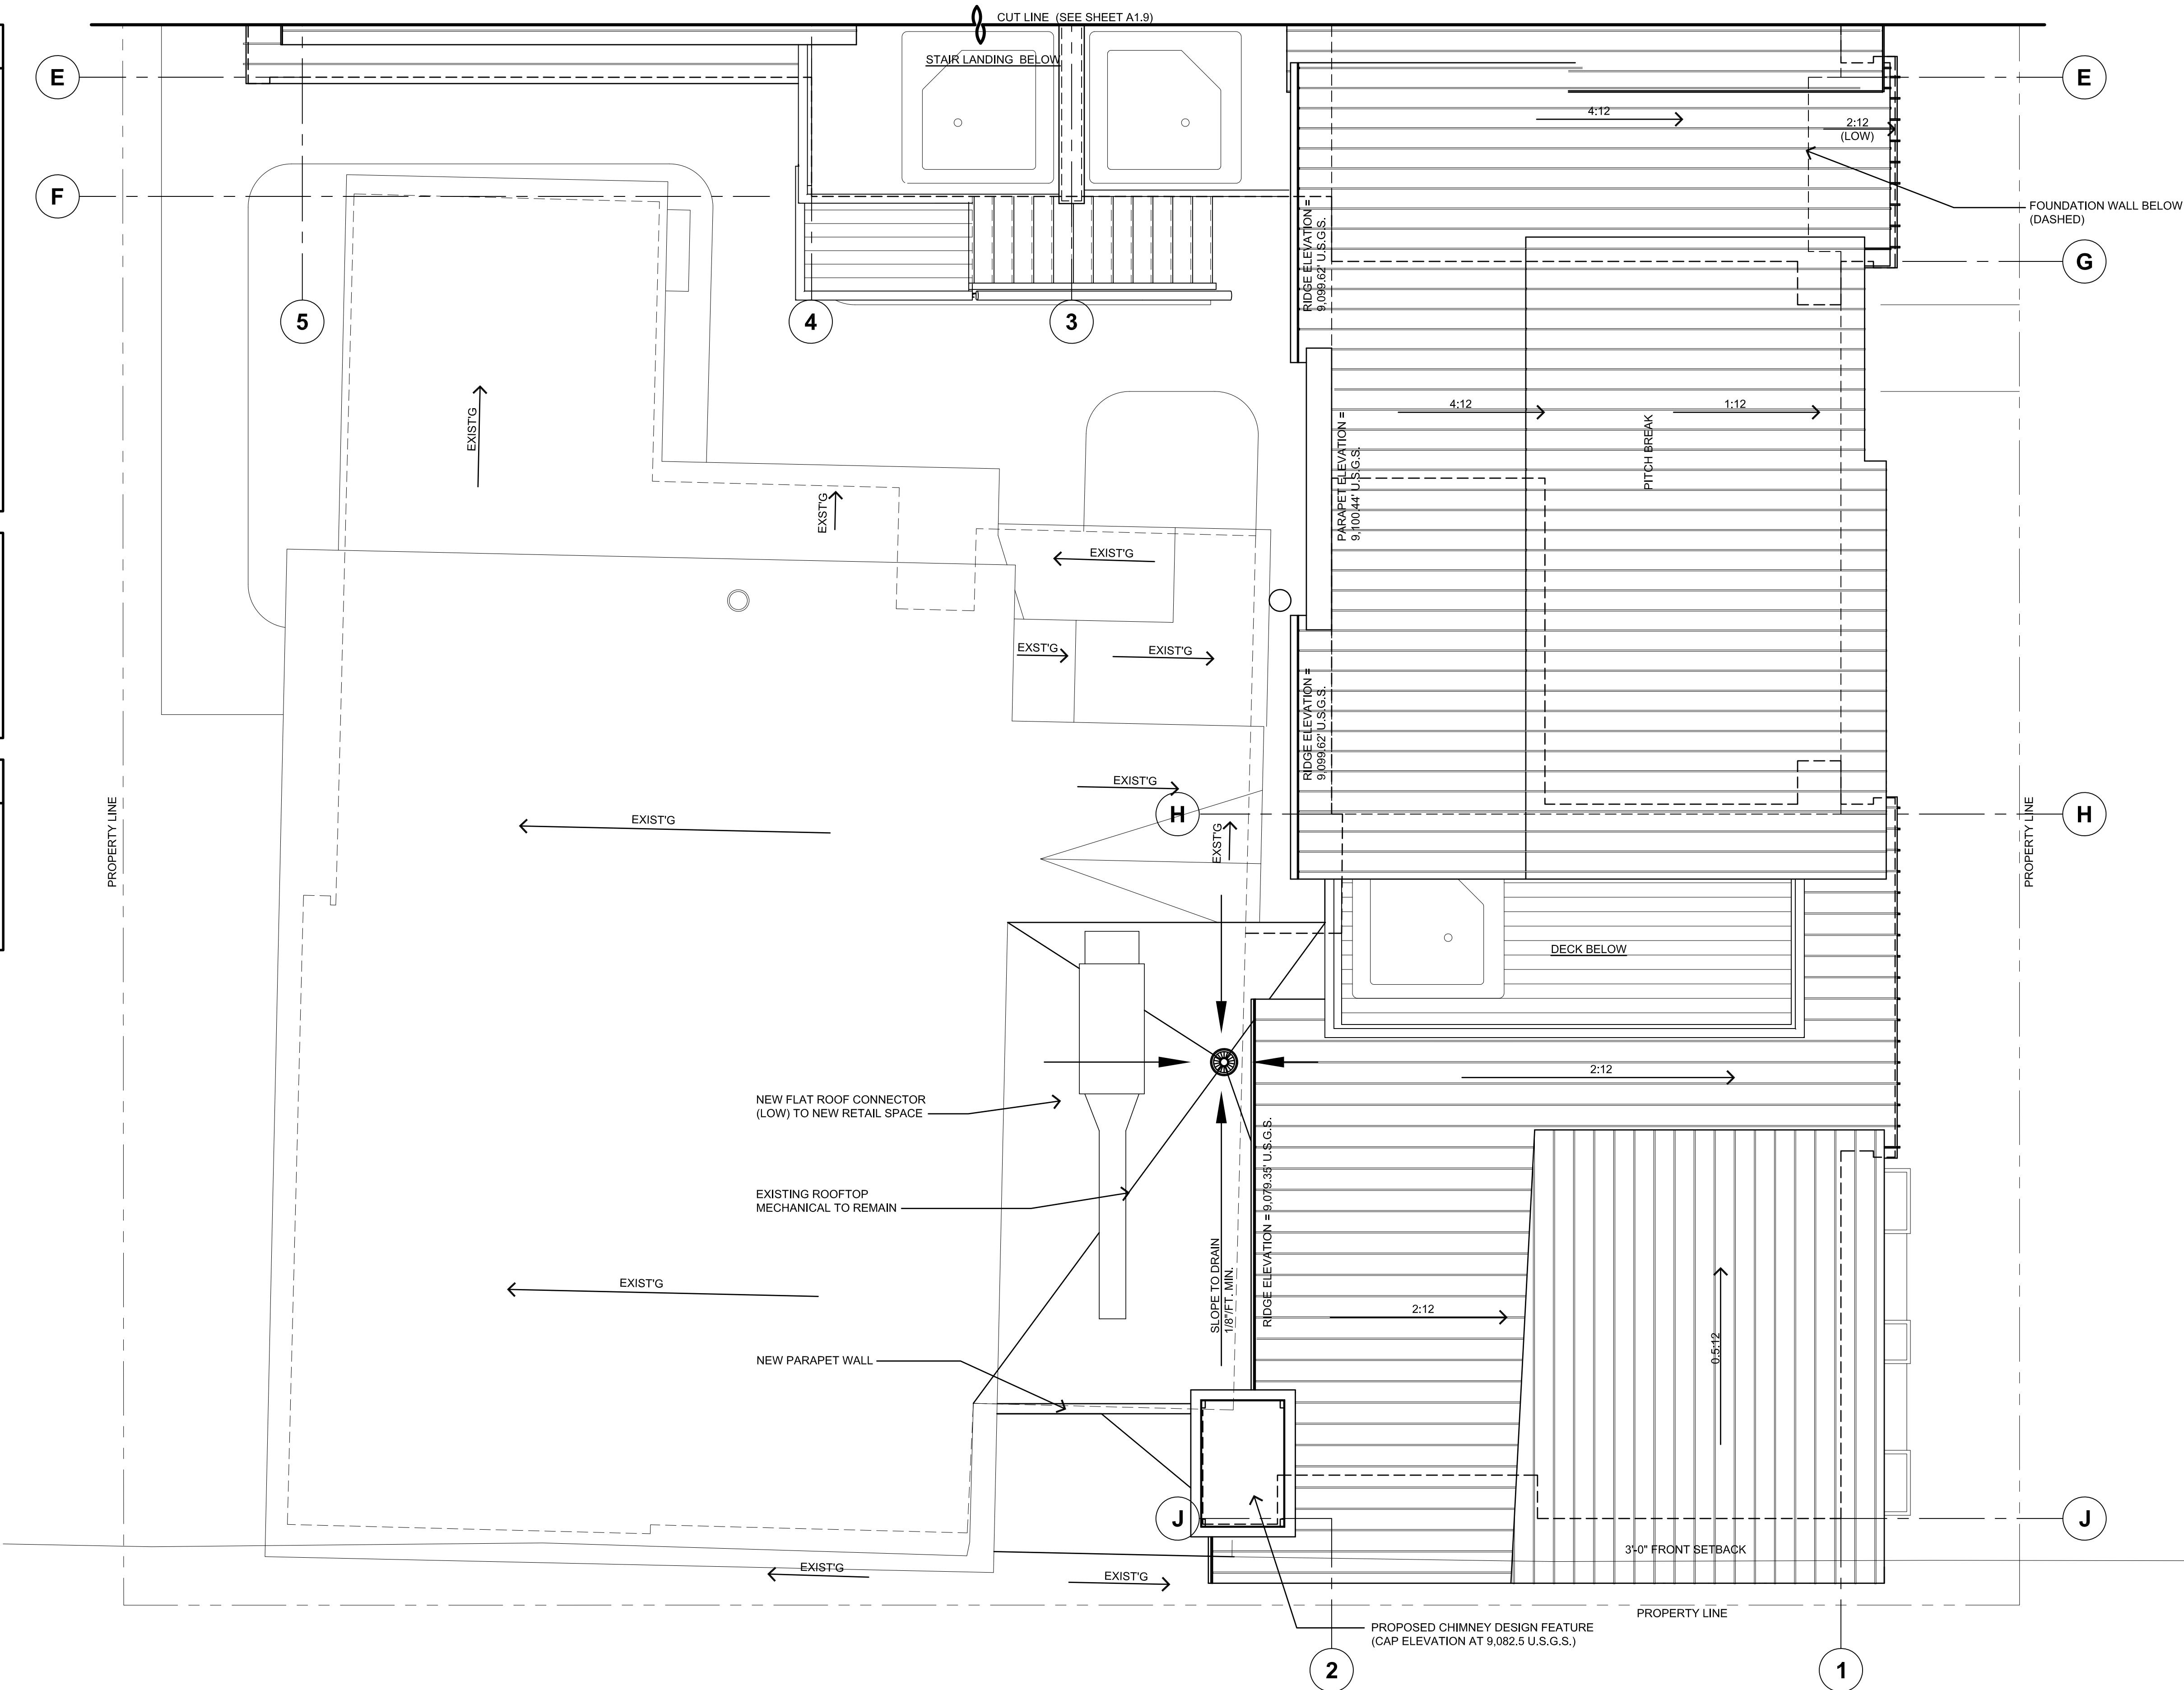 CUT LINE  (SEE SHEET A1.9)
STAIR LANDING  BELOW
E
E
4:12
2:12
(LOW)
F
FOUNDATION WALL BELOW
(DASHED)
RIDGE ELEVATION =
9,099.62' U.S.G.S.
G
5
4
3
EXIST'G
4:12
1:12
PITCH BREAK
PARAPET ELEVATION =
9,100.44' U.S.G.S.
EXST'G
EXIST'G
EXST'G
EXIST'G
RIDGE ELEVATION =
9,099.62' U.S.G.S.
EXIST'G
PROPERTY LINE
EXIST'G
H
EXST'G
H
PROPERTY LINE
DECK BELOW
2:12
NEW FLAT ROOF CONNECTOR
(LOW) TO NEW RETAIL SPACE
RIDGE ELEVATION = 9,079.35' U.S.G.S.
EXISTING ROOFTOP
MECHANICAL TO REMAIN
SLOPE TO DRAIN
1/8"/FT. MIN.
EXIST'G
2:12
0.5:12
NEW PARAPET WALL
J
J
3'-0" FRONT SETBACK
EXIST'G
EXIST'G
PROPERTY LINE
PROPOSED CHIMNEY DESIGN FEATURE
(CAP ELEVATION AT 9,082.5 U.S.G.S.)
2
1